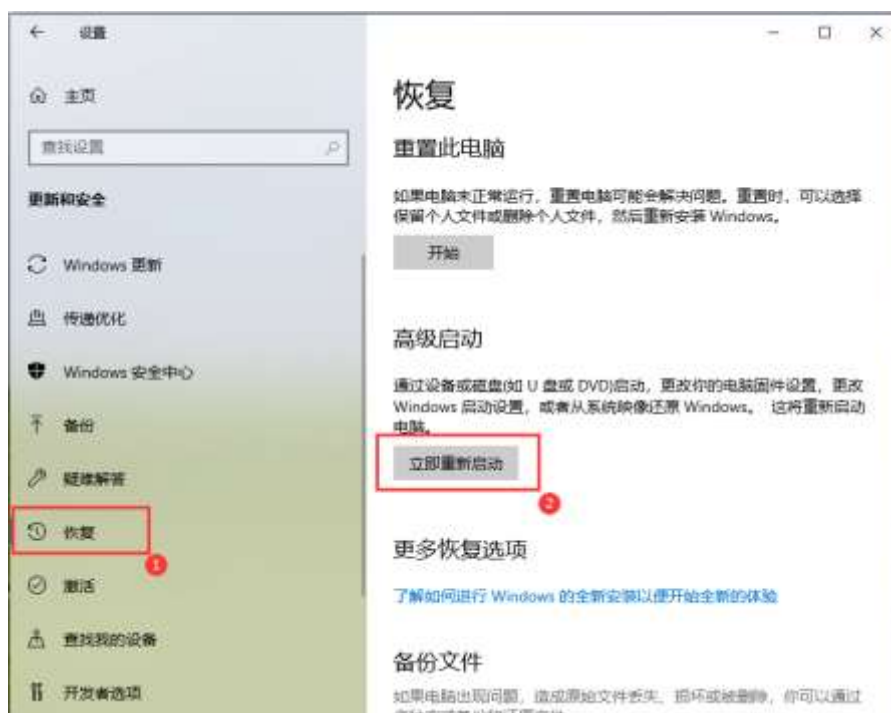 设置
主页
查找设置
更新和安全
Windows 更新
传递优化
Windows 安全中心
备份
疑难解答
恢复
1
激活
查找我的设备
开发者选项
恢复
重置此电脑
如果电脑未正常运行，重置电脑可能会解决问题。重置时，可以选择
保留个人文件或删除个人文件，然后重新安装 Windows。
开始
高级启动
通过设备或磁盘(如 U 盘或 DVD)启动，更改你的电脑固件设置，更改
Windows 启动设置，或者从系统映像还原 Windows。 这将重新启动
电脑。
立即重新启动
2
更多恢复选项
了解如何进行 Windows 的全新安装以便开始全新的体验
备份文件
如果电脑出现问题，造成原始文件丢失、损坏或被删除，你可以通过